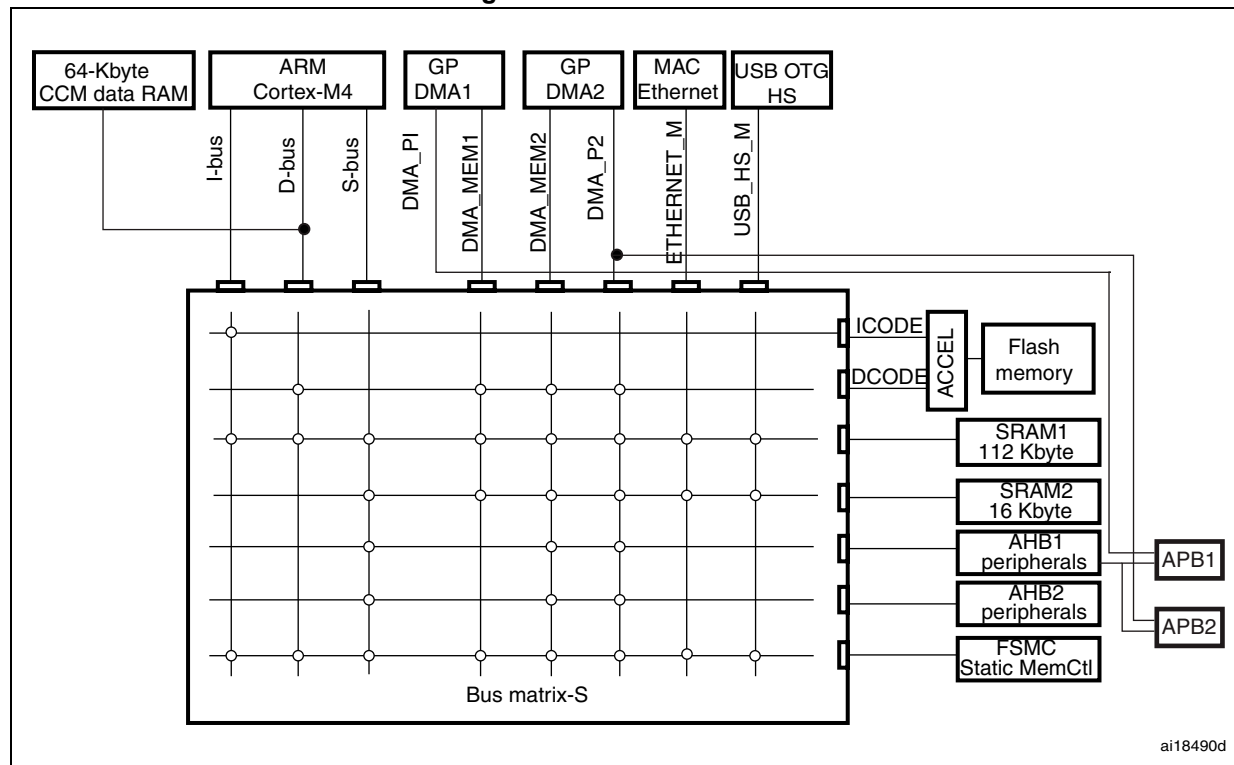 64-Kbyte
CCM data RAM
ARM
Cortex-M4
GP
DMA1
GP
DMA2
MAC
Ethernet
USB OTG
HS
I-bus
D-bus
S-bus
DMA_PI
DMA_MEM1
DMA_MEM2
DMA_P2
ETHERNET_M
USB_HS_M
ICODE
DCODE
ACCEL
Flash
memory
SRAM1
112 Kbyte
SRAM2
16 Kbyte
AHB1
peripherals
AHB2
peripherals
FSMC
Static MemCtl
APB1
APB2
Bus matrix-S
ai18490d